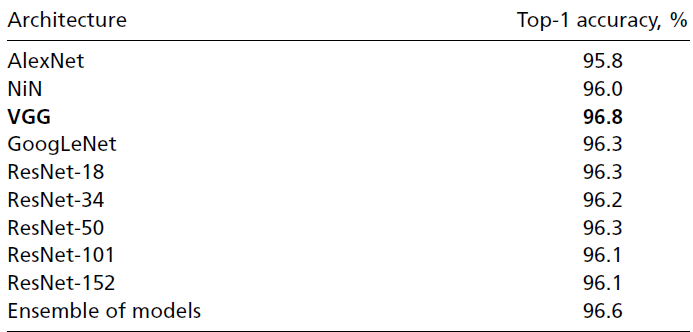 Architecture Top-1 accuracy, %
AlexNet 95.8
NiN 96.0
VGG 96.8
GoogLeNet 96.3
ResNet-18 96.3
ResNet-34 96.2
ResNet-50 96.3
ResNet-101 96.1
ResNet-152 96.1
Ensemble of models 96.6